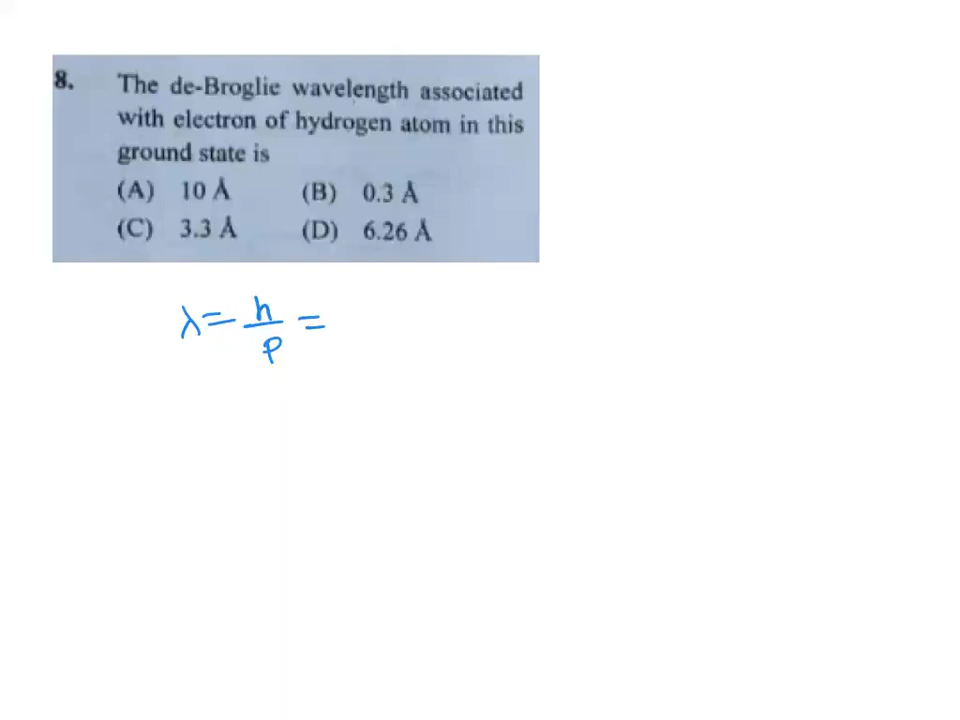 8. The de-Broglie wavelength associated
with electron of hydrogen atom in this
ground state is
(A) 10 Å (B) 0.3 Å
(C) 3.3 Å (D) 6.26 Å
λ = h/P =